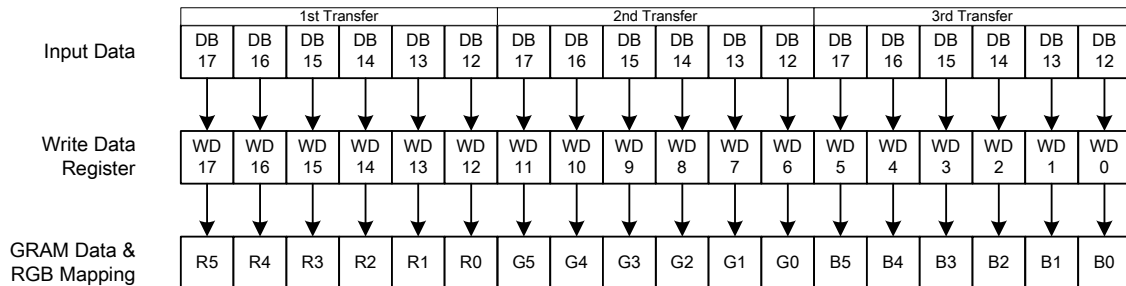 1st Transfer 2nd Transfer 3rd Transfer
Input Data
DB DB DB DB DB DB DB DB DB DB DB DB DB DB DB DB DB DB
17 16 15 14 13 12 17 16 15 14 13 12 17 16 15 14 13 12
Write Data
Register
WD WD WD WD WD WD WD WD WD WD WD WD WD WD WD WD WD WD
17 16 15 14 13 12 11 10 9 8 7 6 5 4 3 2 1 0
GRAM Data &
RGB Mapping
R5 R4 R3 R2 R1 R0 G5 G4 G3 G2 G1 G0 B5 B4 B3 B2 B1 B0